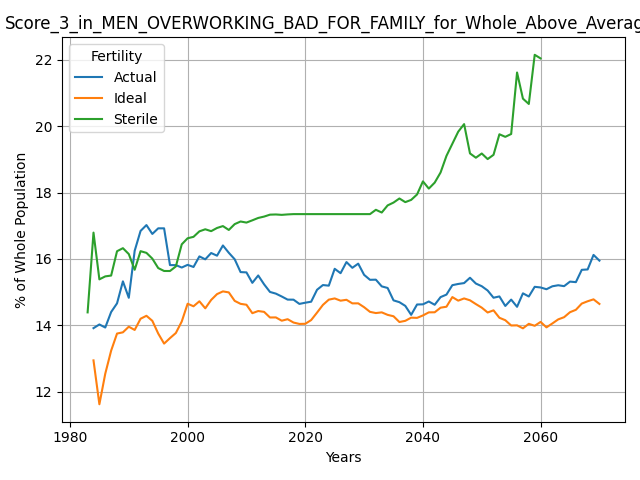 Score_3_in_MEN_OVERWORKING_BAD_FOR_FAMILY_for_Whole_Above_Averag
Fertility
Actual
Ideal
Sterile
% of Whole Population
22
20
18
16
14
12
1980
2000
2020
2040
2060
Years